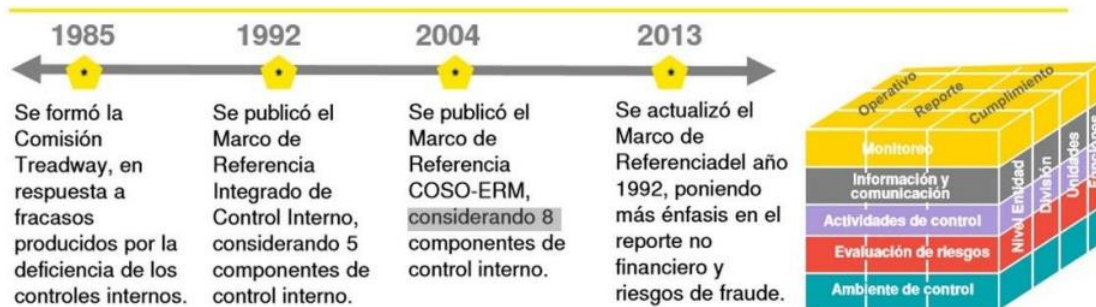 1985
Se formó la
Comisión
Treadway, en
respuesta a
fracasos
producidos por la
deficiencia de los
controles internos.
1992
Se publicó el
Marco de
Referencia
Integrado de
Control Interno,
considerando 5
componentes de
control interno.
2004
Se publicó el
Marco de
Referencia
COSO-ERM,
considerando 8
componentes de
control interno.
2013
Se actualizó el
Marco de
Referenciadel año
1992, poniendo
más énfasis en el
reporte no
financiero y
riesgos de fraude.
Operativo
Reporte
Cumplimiento
Monitoreo
Información y
comunicación
Actividades de control
Evaluación de riesgos
Ambiente de control
Nivel Entidad
División
Unidades
Funciones